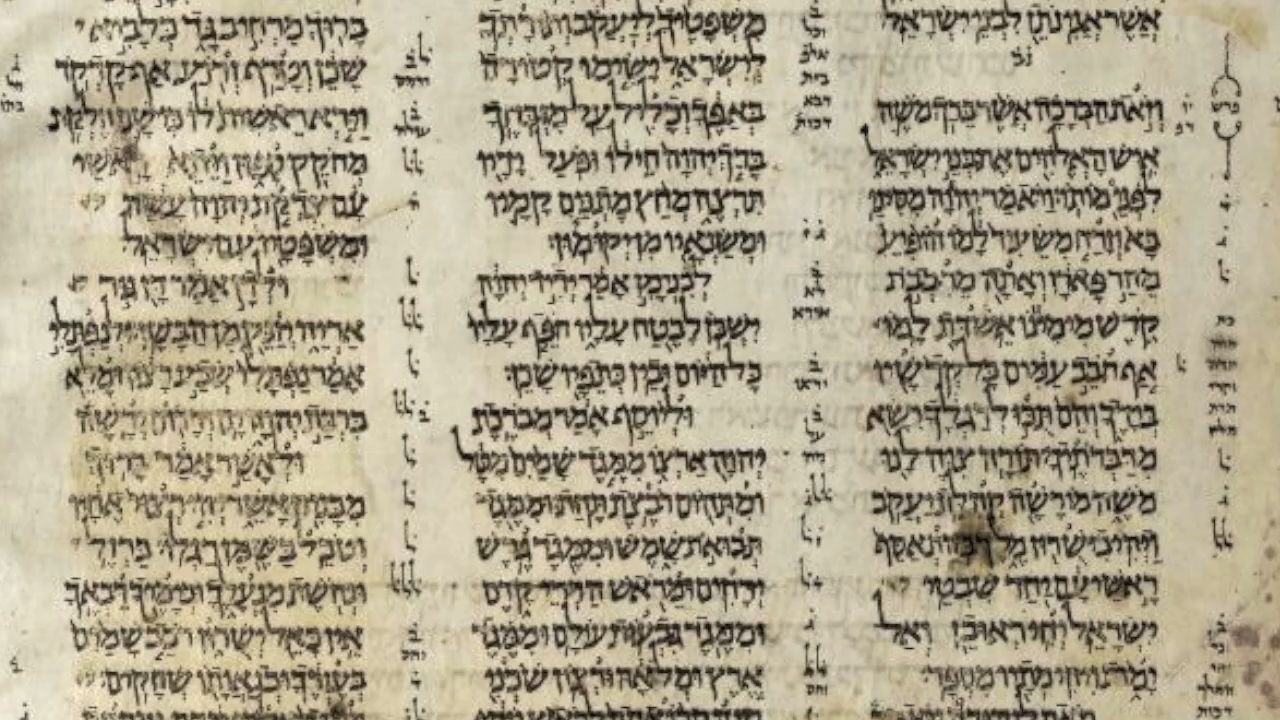 אשר אני נתן לבני ישראל
וזאת הברכה אשר ברך משה
איש האלהים את בני ישראל
לפני מותו ויאמר יהוה מסיני
בא וזרח משעיר למו הופיע
מהר פארן ואתה מרבבת
קדש מימינו אשדת למו
אף חבב עמים כל קדשיו
בידך והם תכו לרגלך ישא
מדברתיך תורה צוה לנו
משה מורשה קהלת יעקב
ויהי בישרון מלך בהתאסף
ראשי עם יחד שבטי
ישראל יחי ראובן ואל
ימת ויהי מתיו מספר
משפטיך ליעקב ותורתך
לישראל ישימו קטורה
באפך וכליל על מזבחך
ברך יהוה חילו ופעל ידיו
תרצה מחץ מתנים קמיו
ומשנאיו מן יקומון
לבנימן אמר ידיד יהוה
ישכן לבטח עליו חפף עליו
כל היום ובין כתפיו שכן
וליוסף אמר מברכת
יהוה ארצו ממגד שמים מטל
ומתהום רבצת תחת וממגד
תבואת שמש וממגד גרש
ירחים ומראש הררי קדם
וממגד גבעות עולם וממגד
ארץ ומלאה ורצון שכני
ברוך מרחיב גד כלביא
שכן וטרף זרוע אף קדקד
וירא ראשית לו כי שם חלקת
מחקק ספון ויתא ראשי
עם צדקת יהוה עשה
ומשפטיו עם ישראל
ולדן אמר דן גור
אריה יזנק מן הבשן ולנפתלי
אמר נפתלי שבע רצון ומלא
ברכת יהוה ים ודרום ירשה
ולאשר אמר ברוך
מבנים אשר יהי רצוי אחיו
וטבל בשמן רגלו ברזל
ונחשת מנעליך וכימיך דבאך
אין כאל ישרון רכב שמים
בעזרך ובגאותו שחקים